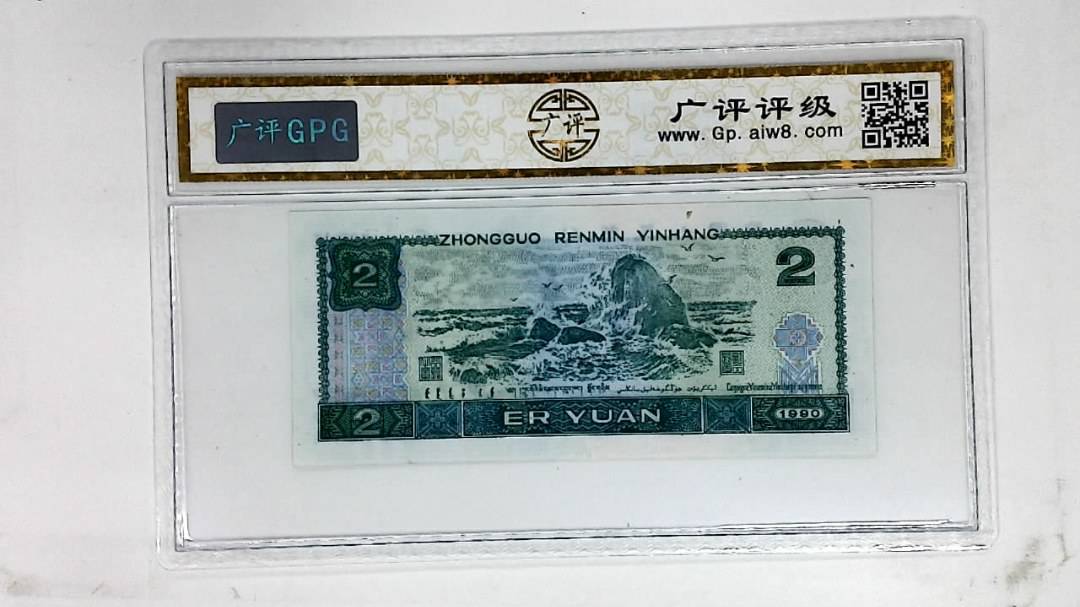 广评GPG
广评
广评评级
www.Gp.aiw8.com
ZHONGGUO RENMIN YINHANG
2
2
2
ER YUAN
1990